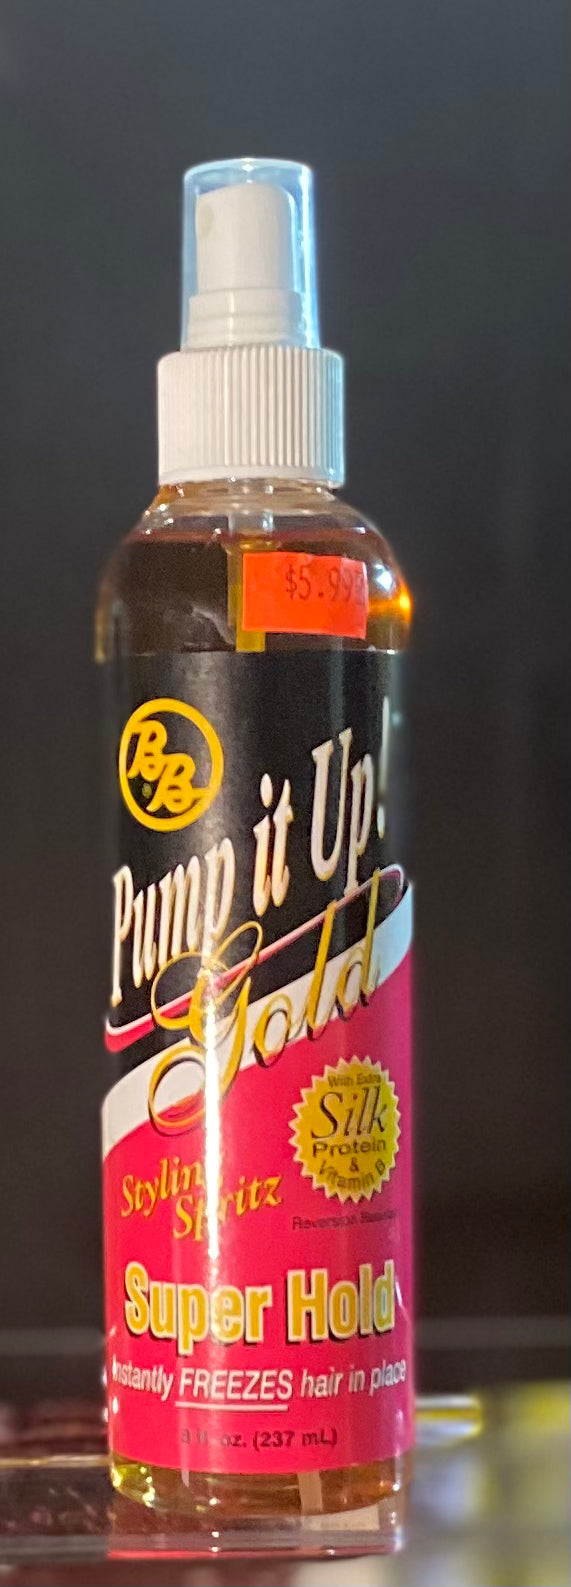 $5.99
BB
Pump it Up!
Gold
With Extra
Silk
Protein
&
Vitamin B
Styling
Spritz
Reversion
Super Hold
Instantly FREEZES hair in place
8 fl. oz. (237 mL)